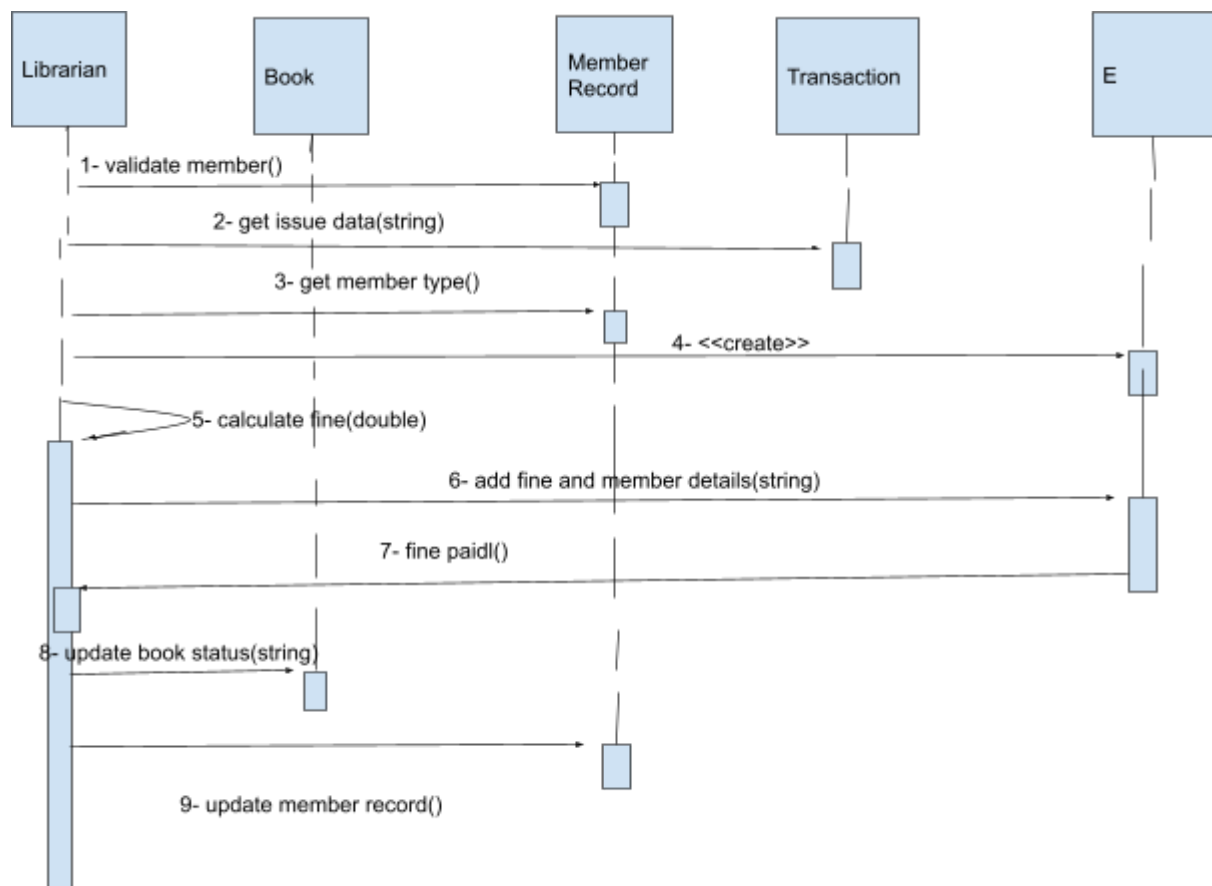 Librarian
Book
Member
Record
Transaction
E
1- validate member()
2- get issue data(string)
3- get member type()
4- <<create>>
5- calculate fine(double)
6- add fine and member details(string)
7- fine paidl()
8- update book status(string)
9- update member record()